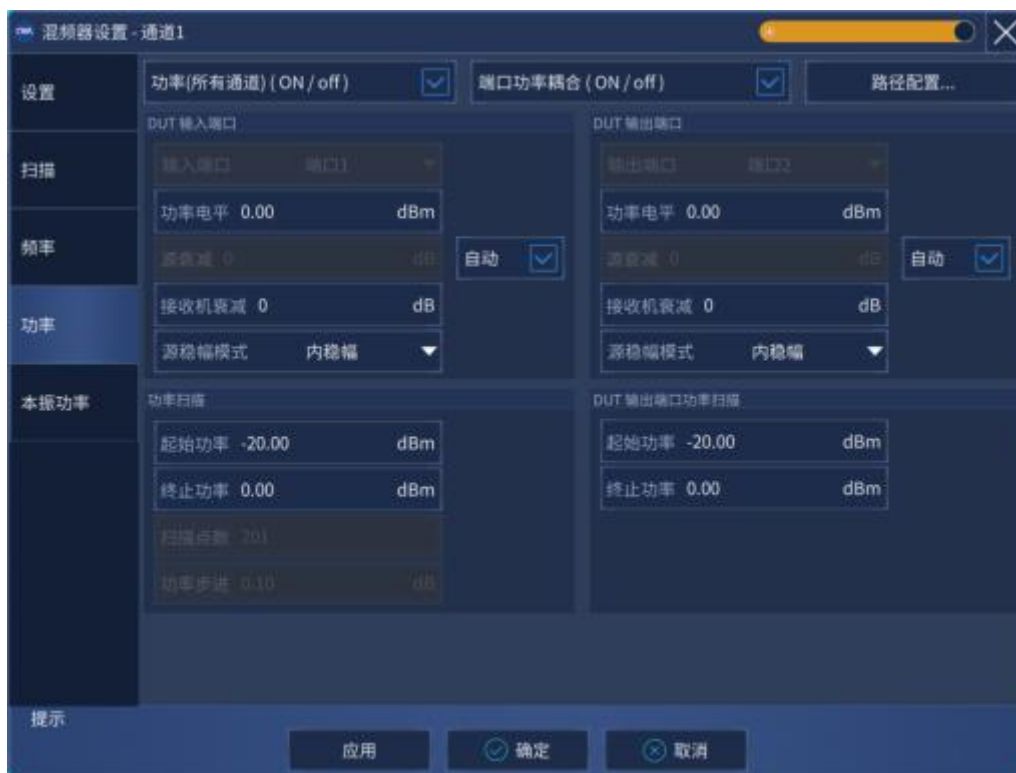 混频器设置 - 通道1
设置
扫描
频率
功率
本振功率
功率(所有通道) ( ON / off )
端口功率耦合 ( ON / off )
路径配置...
DUT 输入端口
输入端口 端口1
功率电平 0.00 dBm
源衰减 0 dB
自动
接收机衰减 0 dB
源稳幅模式 内稳幅
DUT 输出端口
输出端口 端口2
功率电平 0.00 dBm
源衰减 0 dB
自动
接收机衰减 0 dB
源稳幅模式 内稳幅
功率扫描
起始功率 -20.00 dBm
终止功率 0.00 dBm
扫描点数 201
功率步进 0.10 dB
DUT 输出端口功率扫描
起始功率 -20.00 dBm
终止功率 0.00 dBm
提示
应用
确定
取消